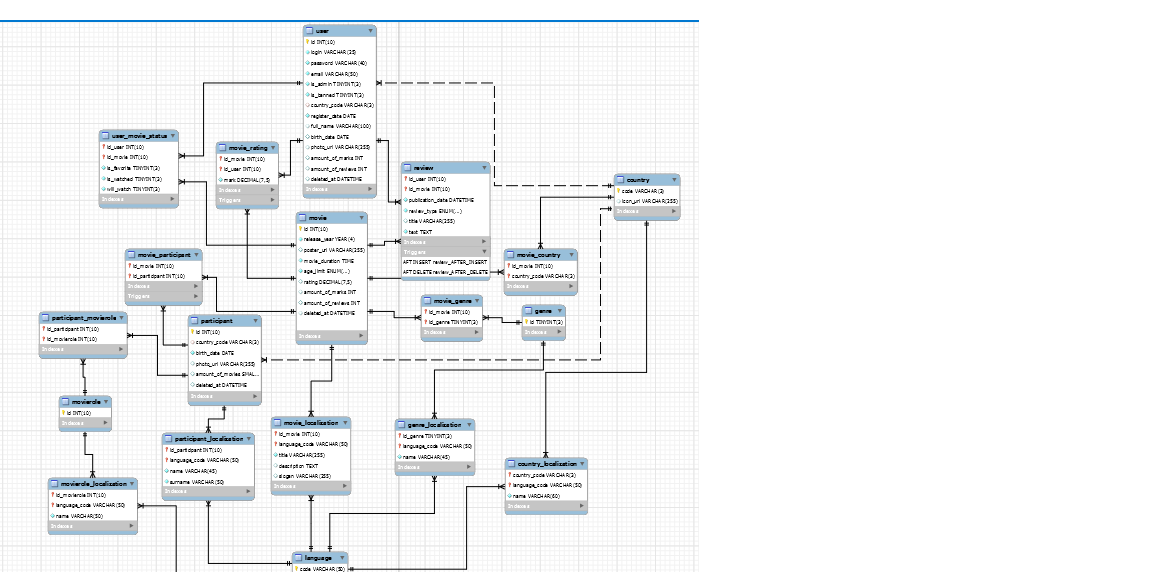 user
id INT(10)
login VARCHAR(35)
password VARCHAR(40)
email VARCHAR(50)
is_admin TINYINT(3)
is_banned TINYINT(3)
country_code VARCHAR(3)
register_date DATE
full_name VARCHAR(100)
birth_date DATE
photo_url VARCHAR(255)
amount_of_marks INT
amount_of_reviews INT
deleted_at DATETIME
Indexes
user_movie_status
id_user INT(10)
id_movie INT(10)
is_favorite TINYINT(3)
is_watched TINYINT(3)
will_watch TINYINT(3)
Indexes
movie_rating
id_movie INT(10)
id_user INT(10)
mark DECIMAL(7,5)
Indexes
Triggers
review
id_user INT(10)
id_movie INT(10)
publication_date DATETIME
review_type ENUM(...)
title VARCHAR(255)
text TEXT
Indexes
Triggers
AFT INSERT review_AFTER_INSERT
AFT DELETE review_AFTER_DELETE
country
code VARCHAR(3)
icon_url VARCHAR(255)
Indexes
movie
id INT(10)
release_year YEAR(4)
poster_url VARCHAR(255)
movie_duration TIME
age_limit ENUM(...)
rating DECIMAL(7,5)
amount_of_marks INT
amount_of_reviews INT
deleted_at DATETIME
Indexes
movie_participant
id_movie INT(10)
id_participant INT(10)
Indexes
Triggers
movie_country
id_movie INT(10)
country_code VARCHAR(3)
Indexes
movie_genre
id_movie INT(10)
id_genre TINYINT(3)
Indexes
genre
id TINYINT(3)
Indexes
participant_movierole
id_participant INT(10)
id_movierole INT(10)
Indexes
participant
id INT(10)
country_code VARCHAR(3)
birth_date DATE
photo_url VARCHAR(255)
amount_of_movies SMAL...
deleted_at DATETIME
Indexes
movierole
id INT(10)
Indexes
participant_localization
id_participant INT(10)
language_code VARCHAR(50)
name VARCHAR(45)
surname VARCHAR(50)
Indexes
movie_localization
id_movie INT(10)
language_code VARCHAR(50)
title VARCHAR(255)
description TEXT
slogan VARCHAR(255)
Indexes
genre_localization
id_genre TINYINT(3)
language_code VARCHAR(50)
name VARCHAR(45)
Indexes
country_localization
country_code VARCHAR(3)
language_code VARCHAR(50)
name VARCHAR(60)
Indexes
movierole_localization
id_movierole INT(10)
language_code VARCHAR(50)
name VARCHAR(50)
Indexes
language
code VARCHAR(50)